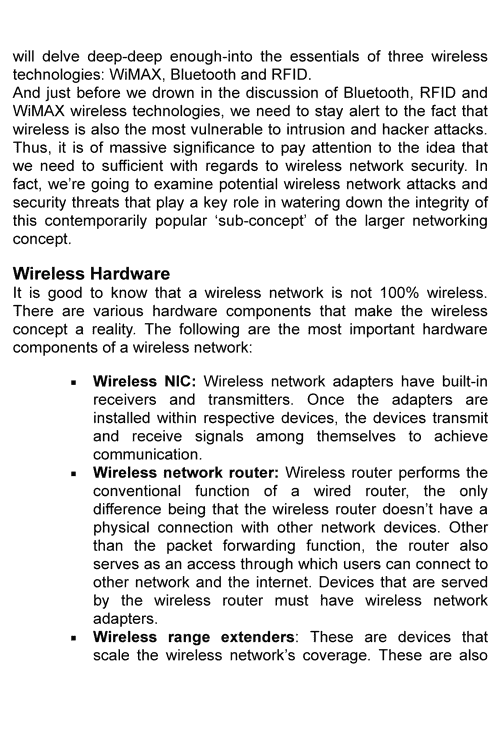 will delve deep-deep enough-into the essentials of three wireless
technologies: WiMAX, Bluetooth and RFID.
And just before we drown in the discussion of Bluetooth, RFID and
WiMAX wireless technologies, we need to stay alert to the fact that
wireless is also the most vulnerable to intrusion and hacker attacks.
Thus, it is of massive significance to pay attention to the idea that
we need to sufficient with regards to wireless network security. In
fact, we're going to examine potential wireless network attacks and
security threats that play a key role in watering down the integrity of
this contemporarily popular ‘sub-concept’ of the larger networking
concept.
Wireless Hardware
It is good to know that a wireless network is not 100% wireless.
There are various hardware components that make the wireless
concept a reality. The following are the most important hardware
components of a wireless network:
▪ Wireless NIC: Wireless network adapters have built-in
receivers and transmitters. Once the adapters are
installed within respective devices, the devices transmit
and receive signals among themselves to achieve
communication.
▪ Wireless network router: Wireless router performs the
conventional function of a wired router, the only
difference being that the wireless router doesn't have a
physical connection with other network devices. Other
than the packet forwarding function, the router also
serves as an access through which users can connect to
other network and the internet. Devices that are served
by the wireless router must have wireless network
adapters.
▪ Wireless range extenders: These are devices that
scale the wireless network's coverage. These are also